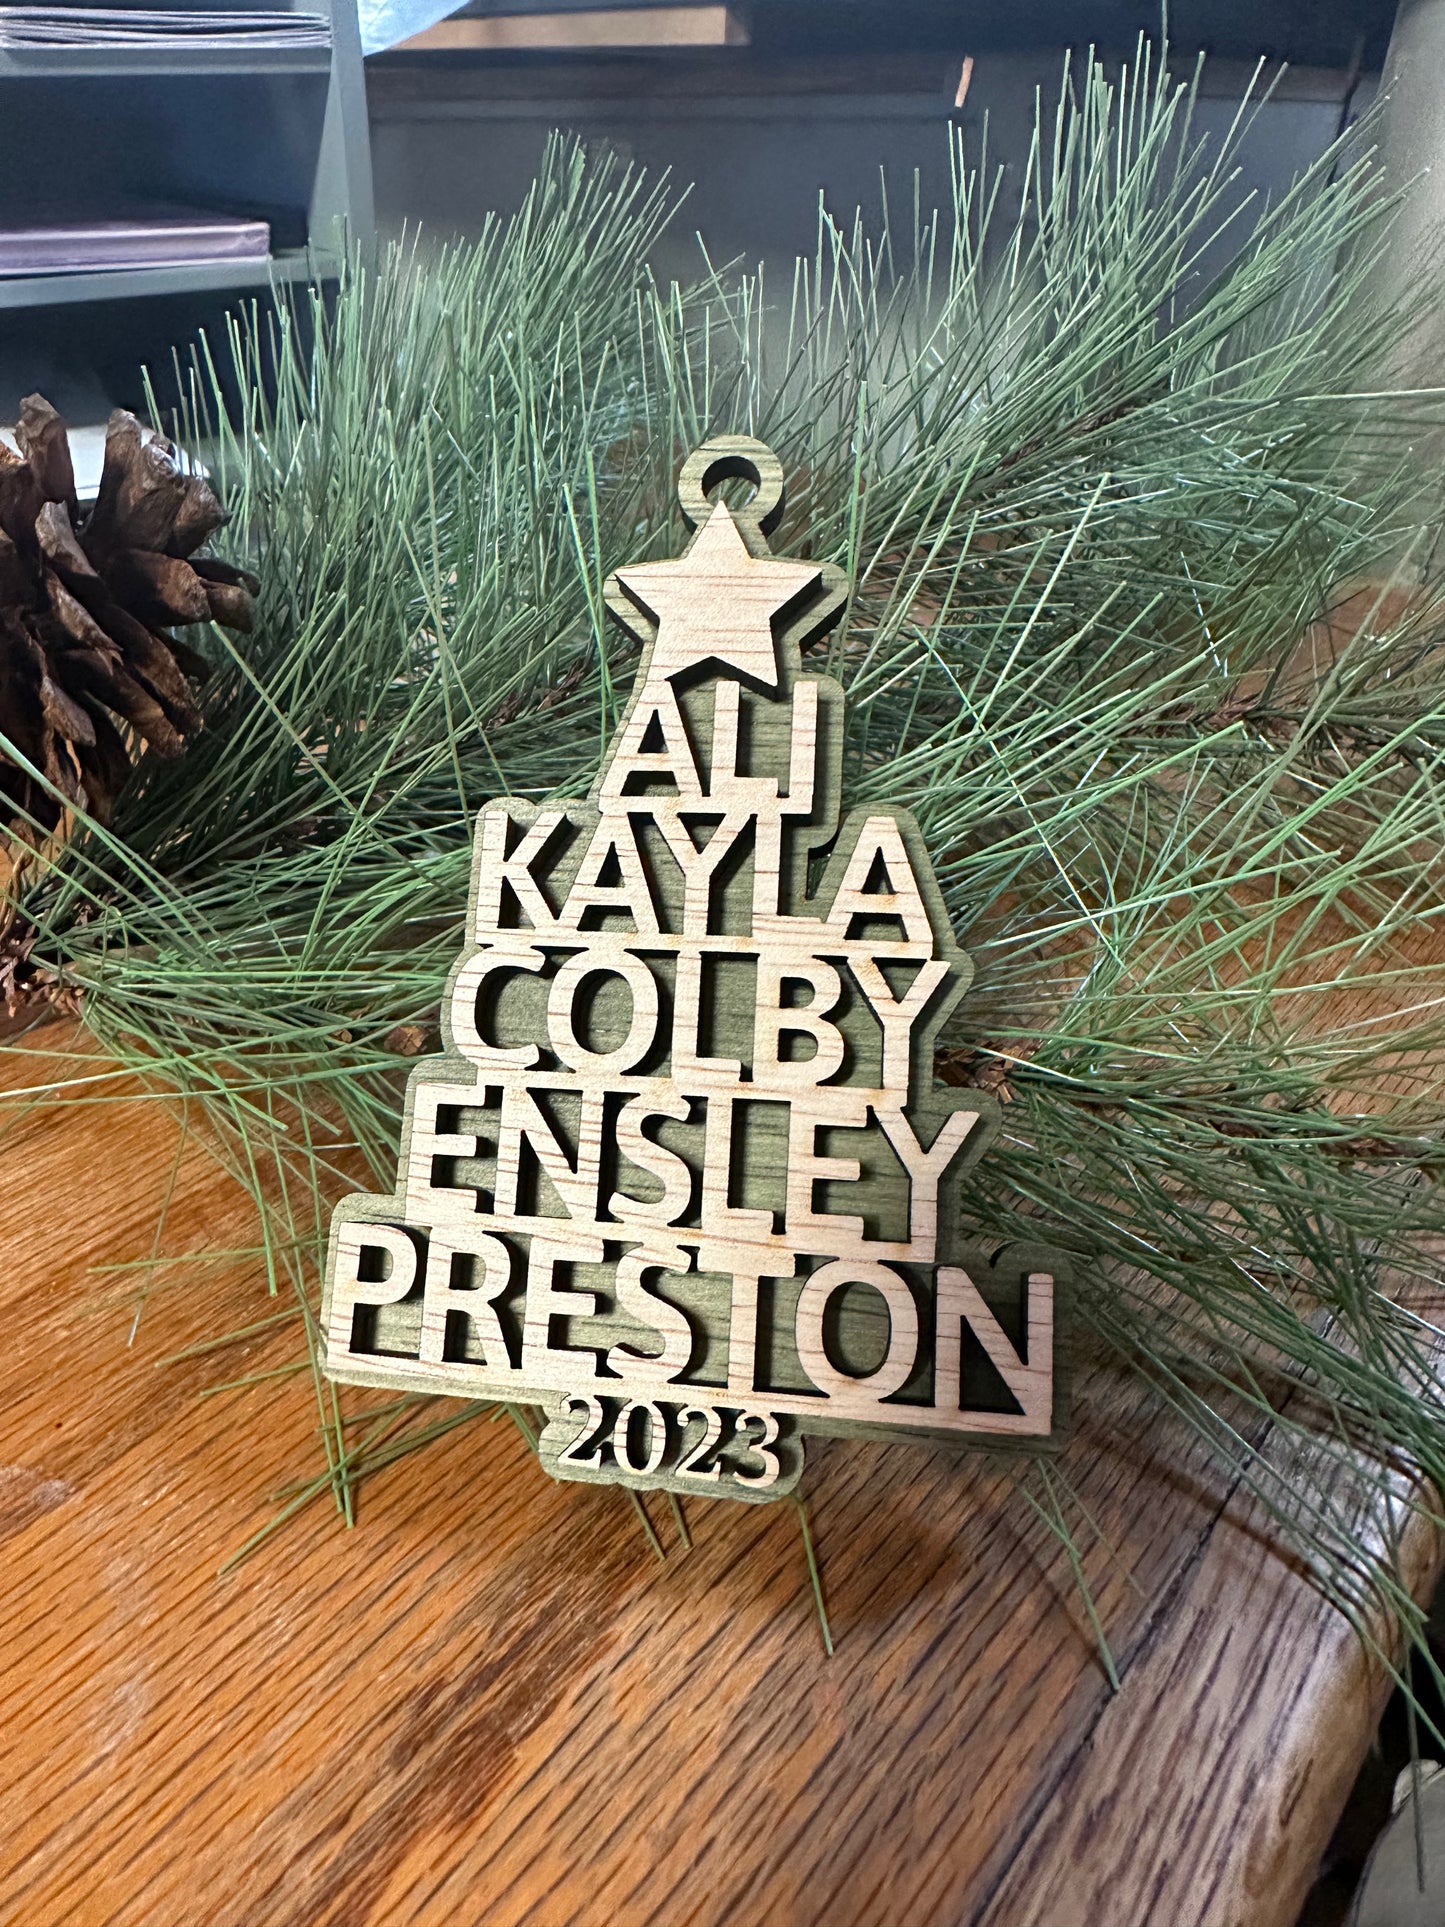 ALI
KAYLA
COLBY
ENSLEY
PRESTON
2023